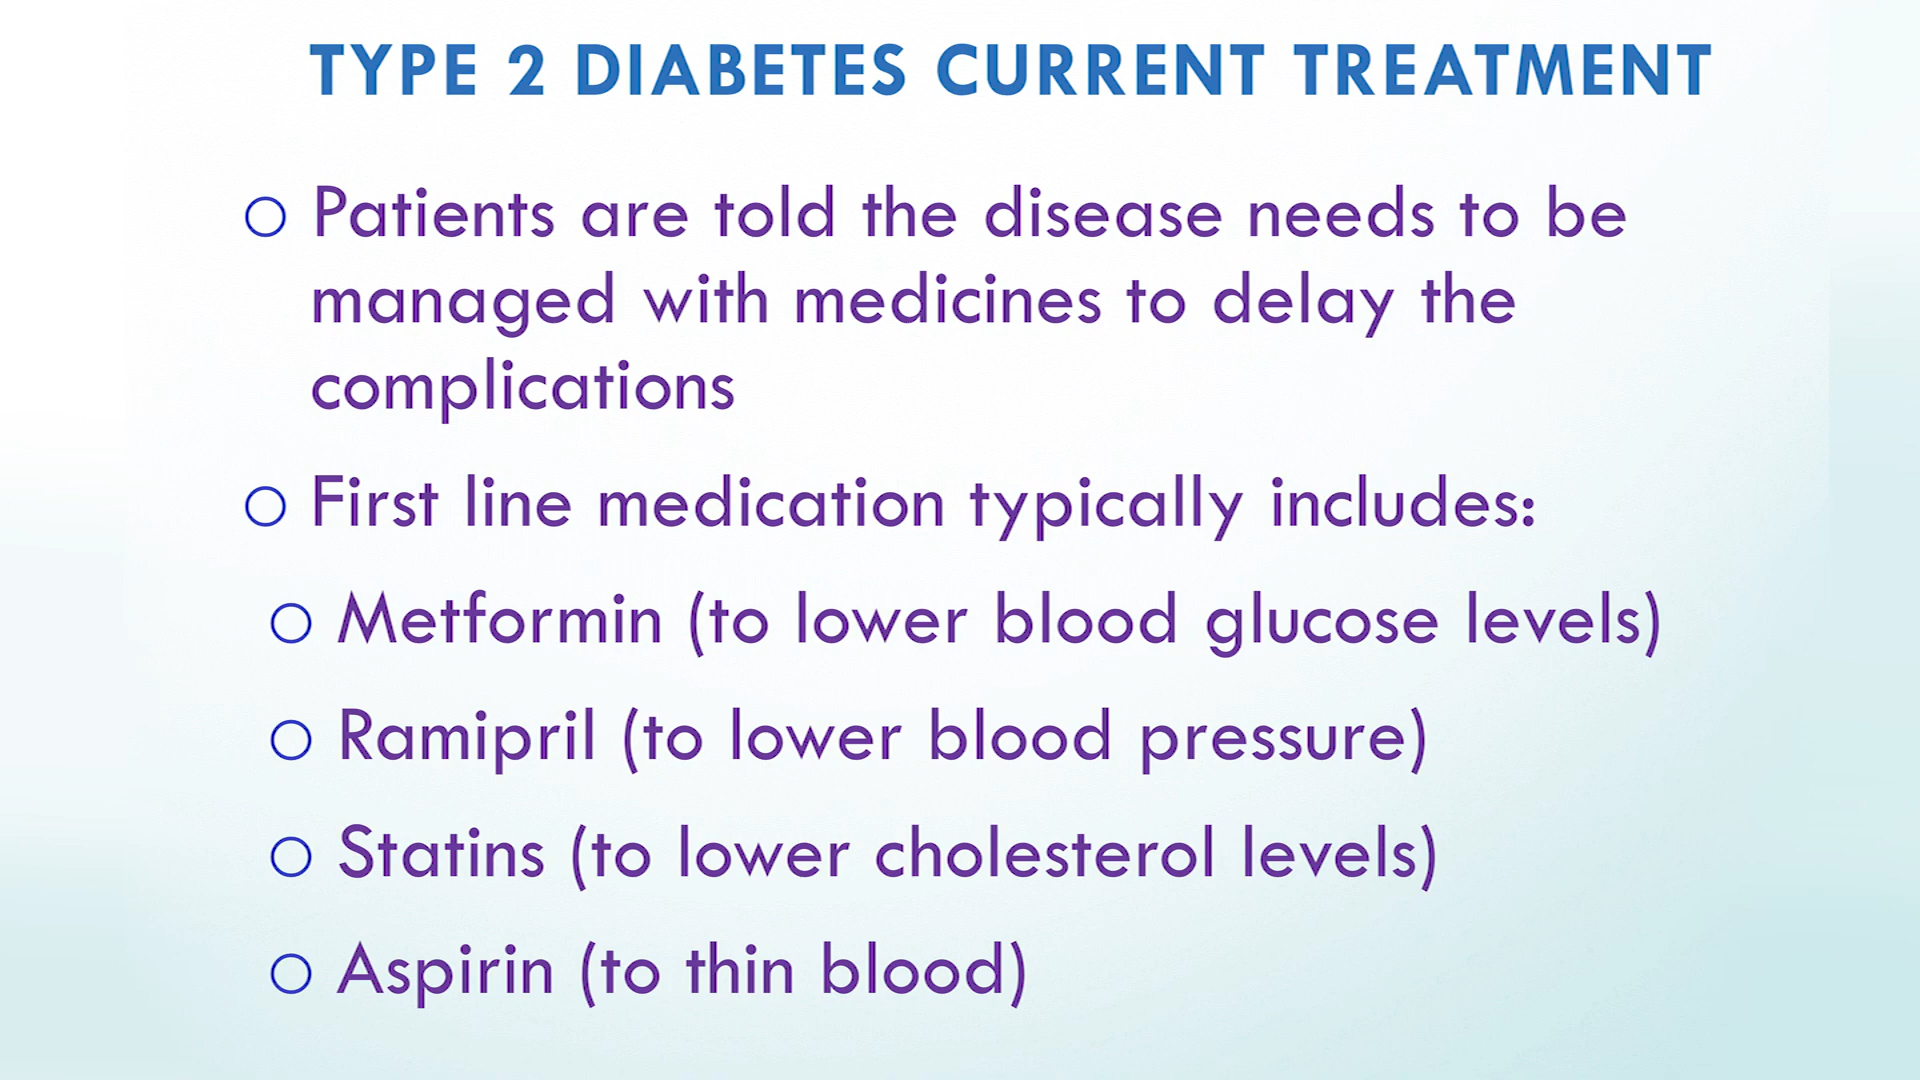 TYPE 2 DIABETES CURRENT TREATMENT
Patients are told the disease needs to be
managed with medicines to delay the
complications
First line medication typically includes:
Metformin (to lower blood glucose levels)
Ramipril (to lower blood pressure)
Statins (to lower cholesterol levels)
Aspirin (to thin blood)